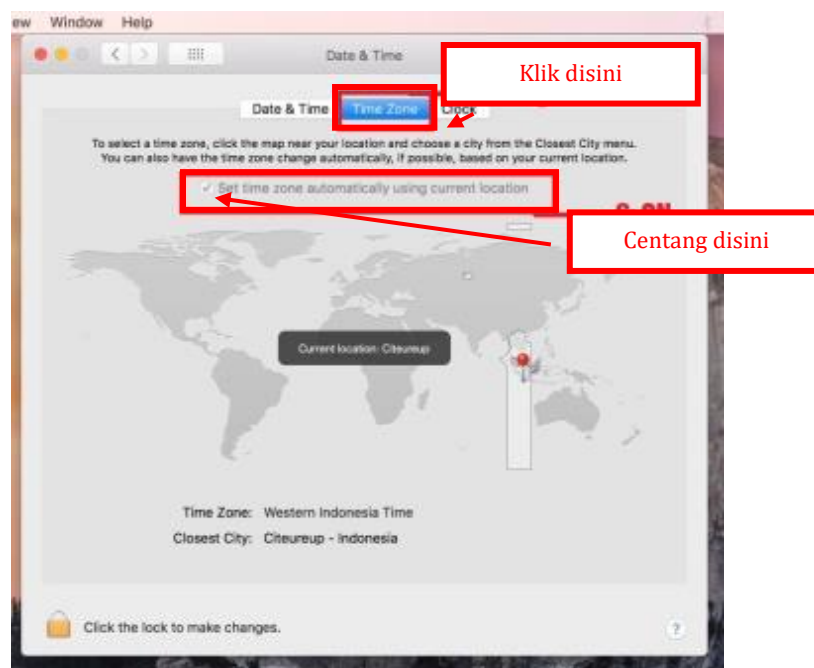 ew Window Help
Date & Time
Klik disini
Date & Time Time Zone Clock
To select a time zone, click the map near your location and choose a city from the Closest City menu.
You can also have the time zone change automatically, if possible, based on your current location.
✓ Set time zone automatically using current location
Centang disini
Current location: Citeureup
Time Zone: Western Indonesia Time
Closest City: Citeureup - Indonesia
Click the lock to make changes.
?